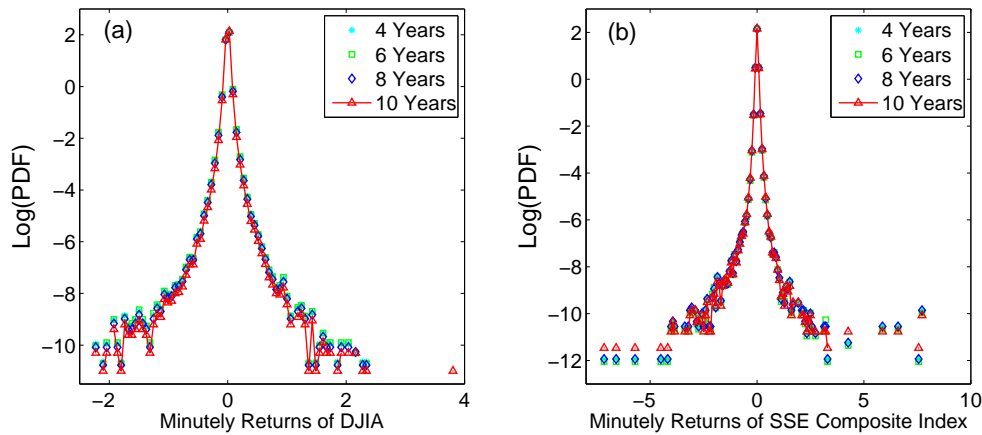 (a)
4 Years
6 Years
8 Years
10 Years
2
0
−2
−4
−6
−8
−10
Log(PDF)
−2
0
2
4
Minutely Returns of DJIA
(b)
4 Years
6 Years
8 Years
10 Years
2
0
−2
−4
−6
−8
−10
−12
Log(PDF)
−5
0
5
10
Minutely Returns of SSE Composite Index